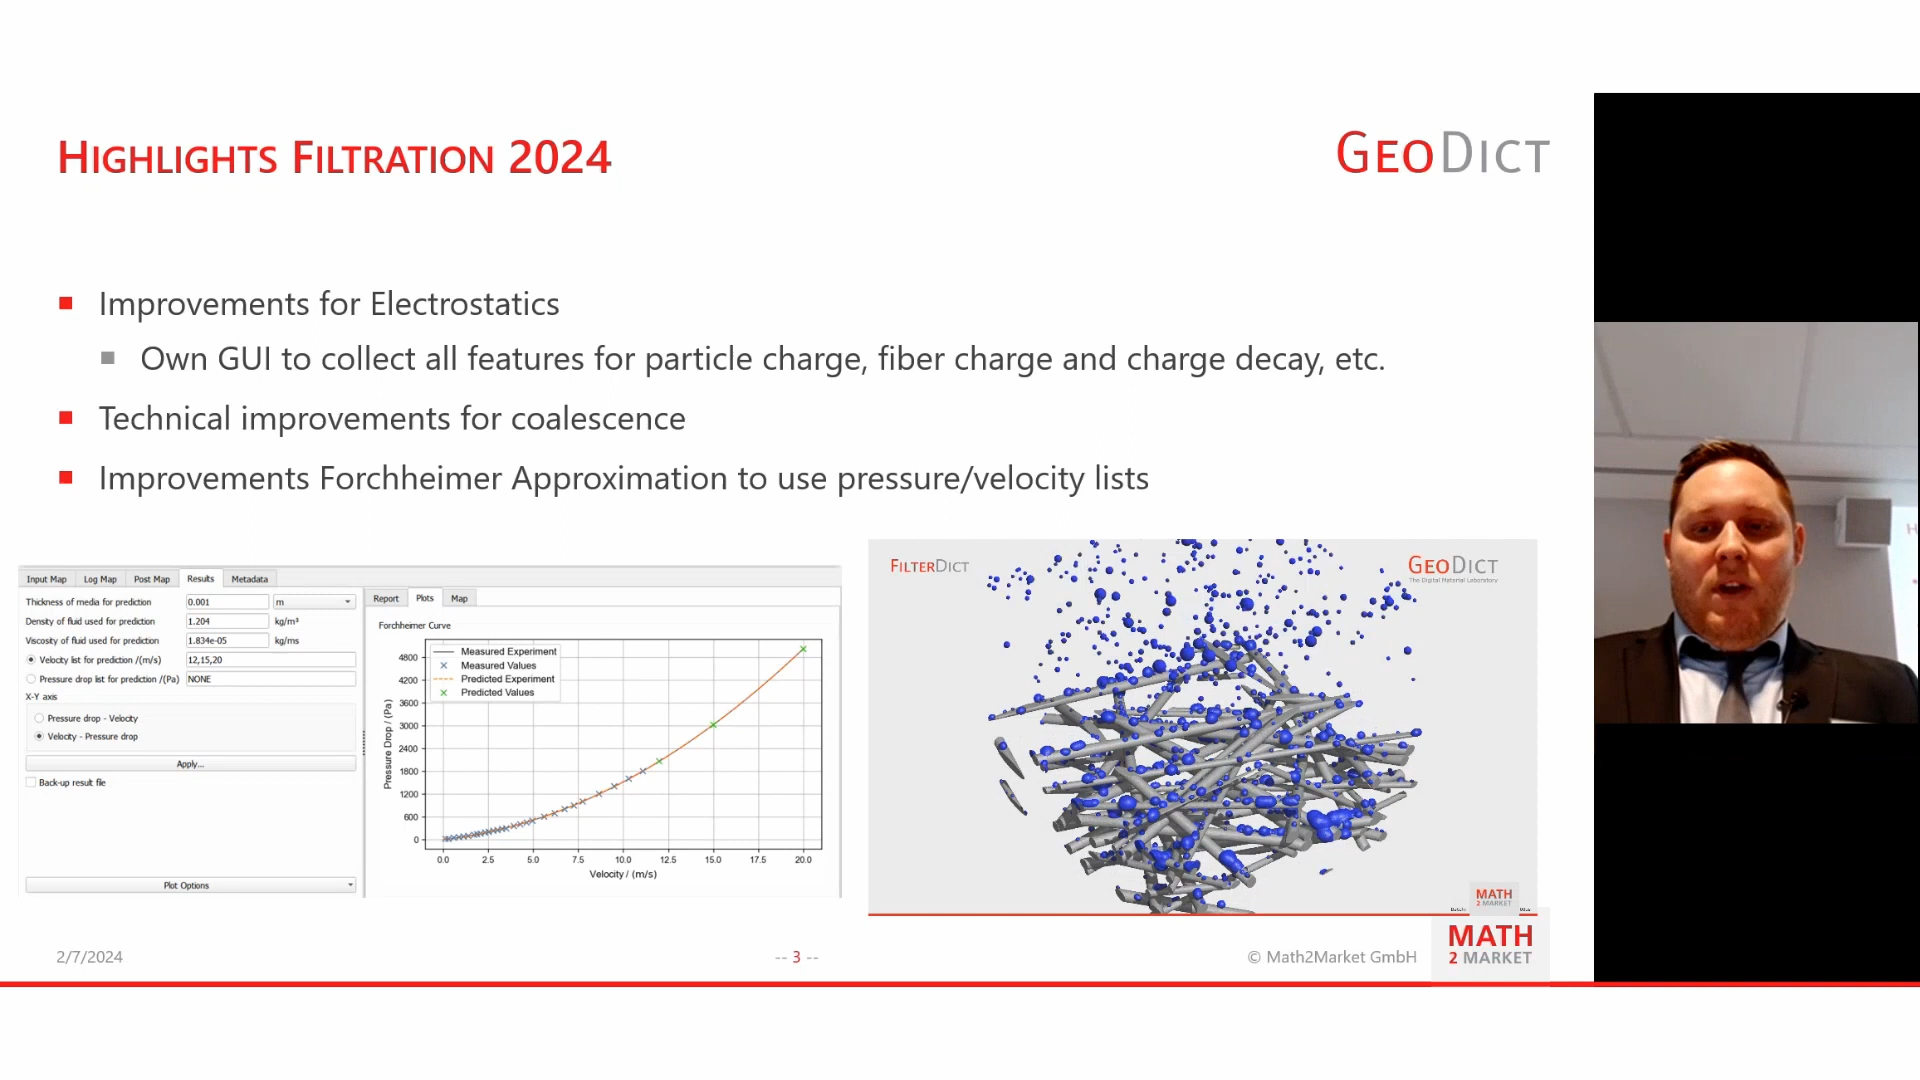 HIGHLIGHTS FILTRATION 2024
GEODICT
Improvements for Electrostatics
Own GUI to collect all features for particle charge, fiber charge and charge decay, etc.
Technical improvements for coalescence
Improvements Forchheimer Approximation to use pressure/velocity lists
Input Map Log Map Post Map Results Metadata
Thickness of media for prediction 0.001 m
Density of fluid used for prediction 1.204 kg/m³
Viscosity of fluid used for prediction 1.834e-05 kg/ms
Velocity list for prediction /(m/s) 12,15,20
Pressure drop list for prediction /(Pa) NONE
X-Y axis
Pressure drop - Velocity
Velocity - Pressure drop
Apply...
Back-up result file
Plot Options
Report Plots Map
Forchheimer Curve
Measured Experiment
Measured Values
Predicted Experiment
Predicted Values
Pressure Drop / (Pa)
4800
4200
3600
3000
2400
1800
1200
600
0
0.0 2.5 5.0 7.5 10.0 12.5 15.0 17.5 20.0
Velocity / (m/s)
FILTERDICT
GEODICT
The Digital Material Laboratory
MATH
2 MARKET
2/7/2024
-- 3 --
© Math2Market GmbH
MATH
2 MARKET